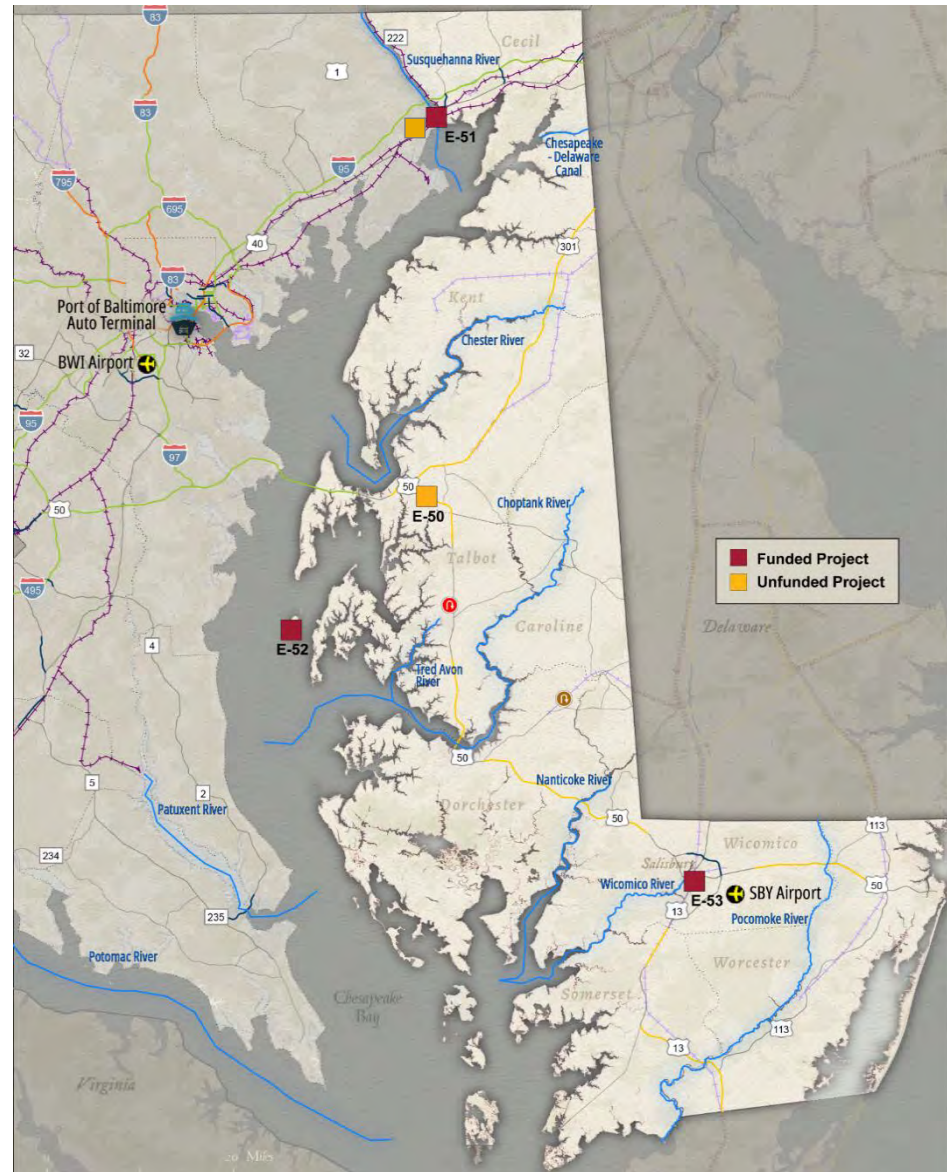 83
222
Cecil
Susquehanna River
1
83
E-51
Chesapeake
- Delaware
Canal
95
795
695
40
301
83
Kent
Port of Baltimore
Auto Terminal
Chester River
32
BWI Airport
95
97
50
50
E-50
Choptank River
Talbot
Funded Project
Unfunded Project
495
Caroline
Delaware
4
E-52
Tred Avon
River
50
5
Nanticoke River
2
Dorchester
Patuxent River
50
113
Wicomico
234
Salisbury
Wicomico River
50
E-53
SBY Airport
13
235
Pocomoke River
Potomac River
Worcester
Somerset
Chesapeake
Bay
113
13
Virginia
20 Miles